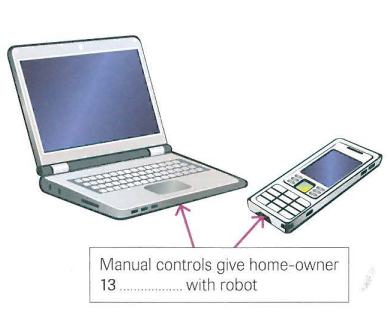 Manual controls give home-owner
13 .................. with robot